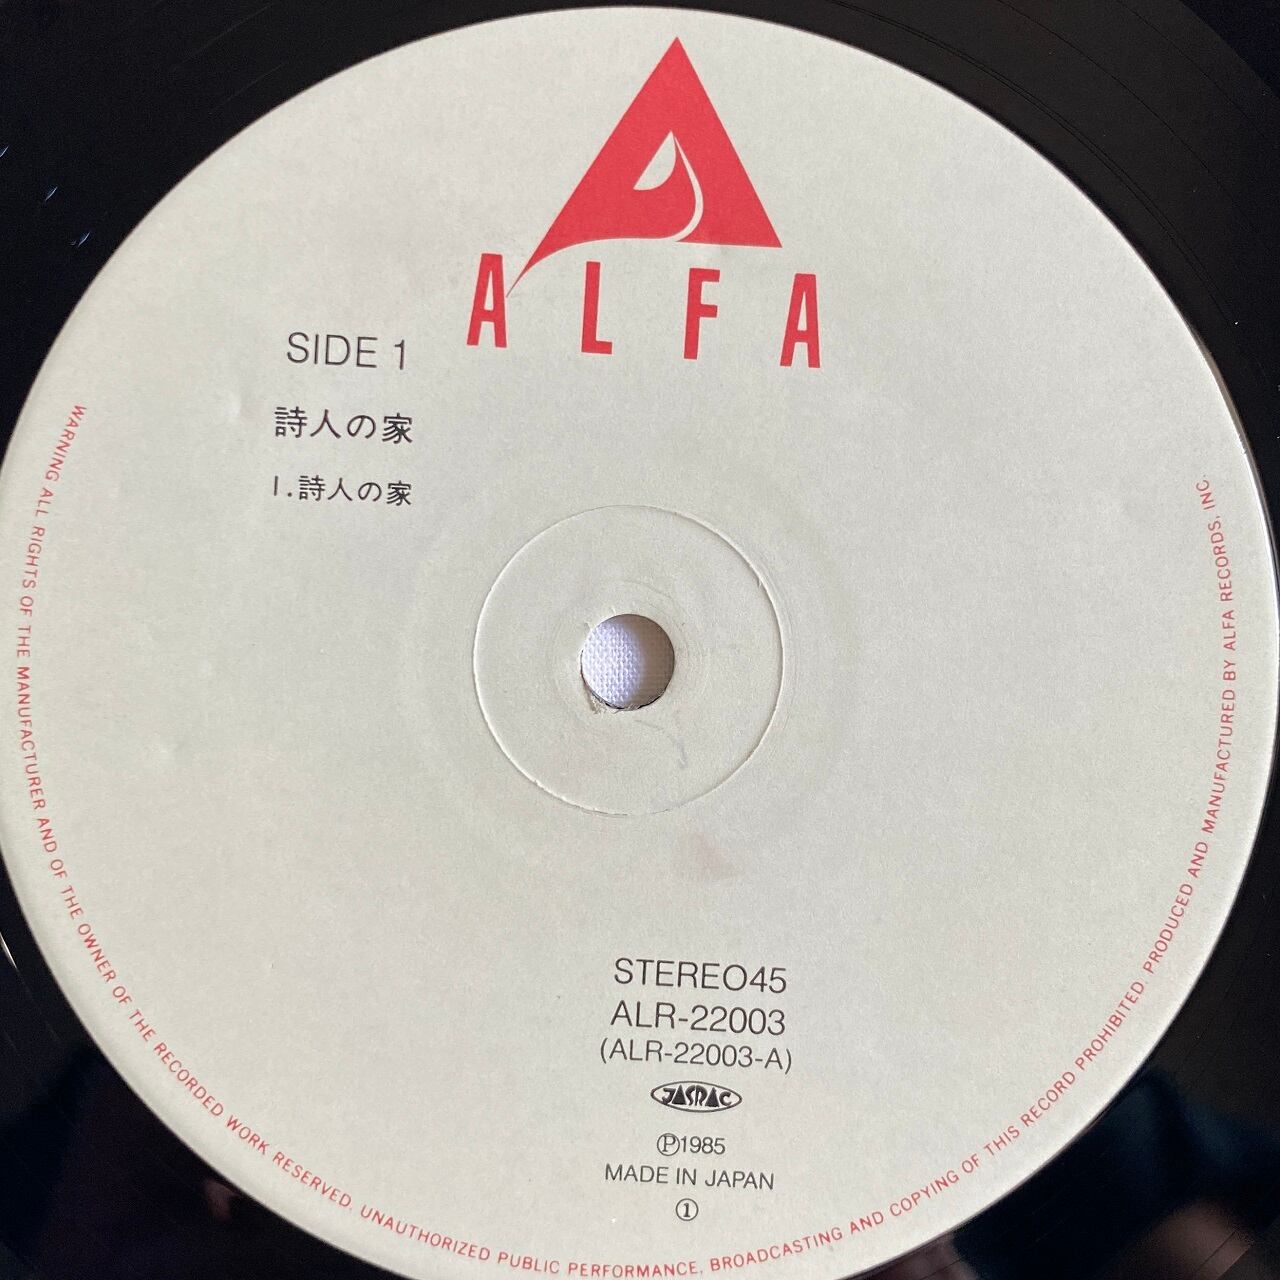 ALFA
SIDE 1
詩人の家
1.詩人の家
STEREO45
ALR-22003
(ALR-22003-A)
JASRAC
Ⓟ1985
MADE IN JAPAN
①
WARNING ALL RIGHTS OF THE MANUFACTURER AND OF THE OWNER OF THE RECORDED WORK RESERVED. UNAUTHORIZED PUBLIC PERFORMANCE, BROADCASTING AND COPYING OF THIS RECORD PROHIBITED. PRODUCED AND MANUFACTURED BY ALFA RECORDS, INC.